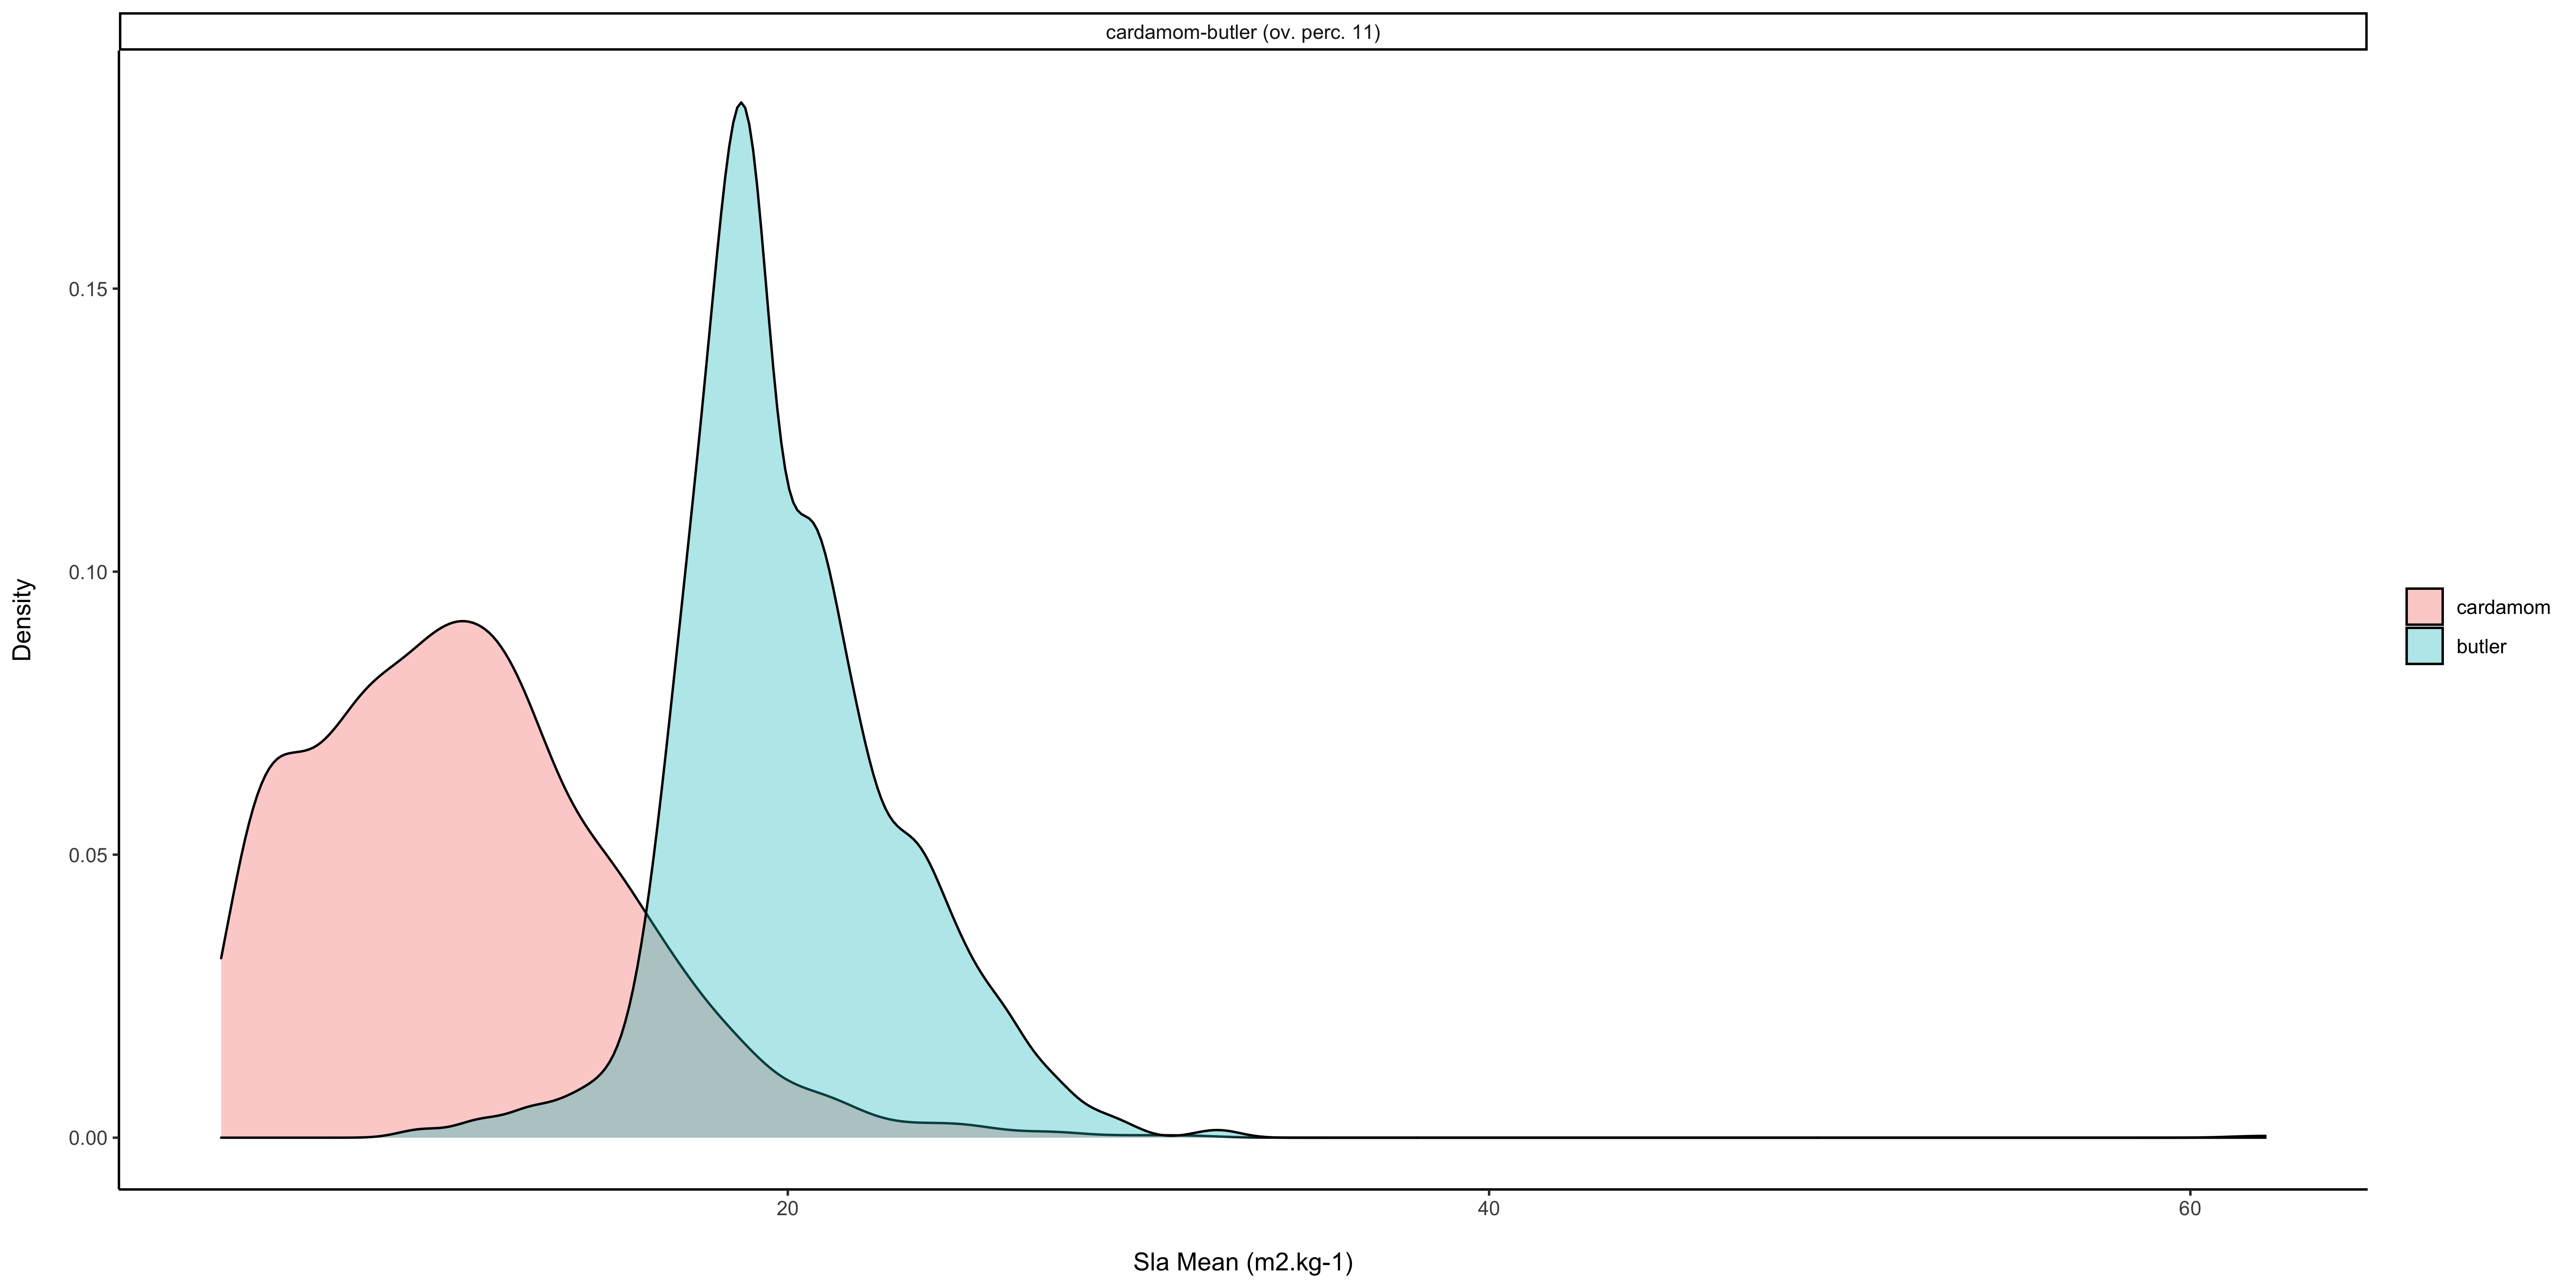 cardamom-butler (ov. perc. 11)
Density
0.15
0.10
0.05
0.00
20
40
60
Sla Mean (m2.kg-1)
cardamom
butler